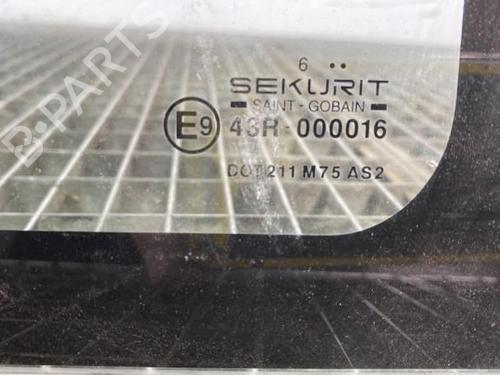 6 ..
SEKURIT
SAINT - GOBAIN
E9 43R - 000016
DOT 211 M75 AS2
B-PARTS